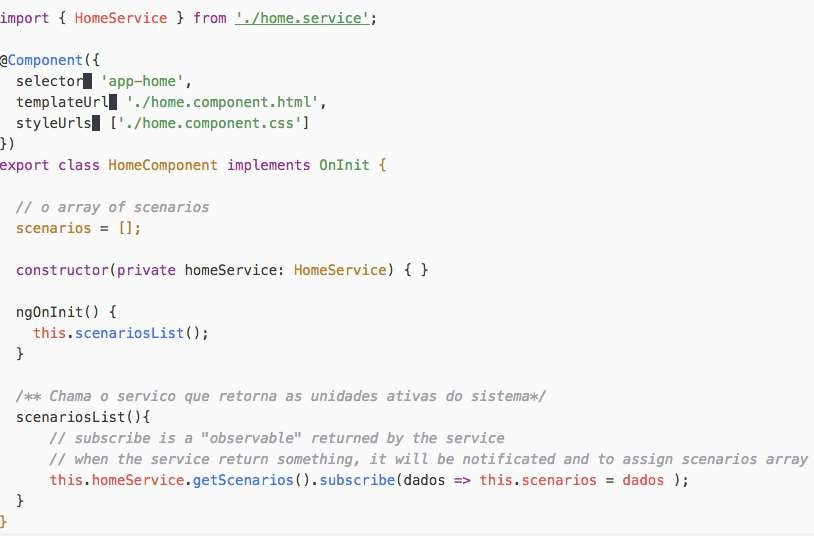 import { HomeService } from './home.service';
@Component({
selector 'app-home',
templateUrl './home.component.html',
styleUrls ['./home.component.css']
})
export class HomeComponent implements OnInit {
// o array of scenarios
scenarios = [];
constructor(private homeService: HomeService) { }
ngOnInit() {
this.scenariosList();
}
/** Chama o servico que retorna as unidades ativas do sistema*/
scenariosList(){
// subscribe is a "observable" returned by the service
// when the service return something, it will be notificated and to assign scenarios array
this.homeService.getScenarios().subscribe(dados => this.scenarios = dados );
}
}